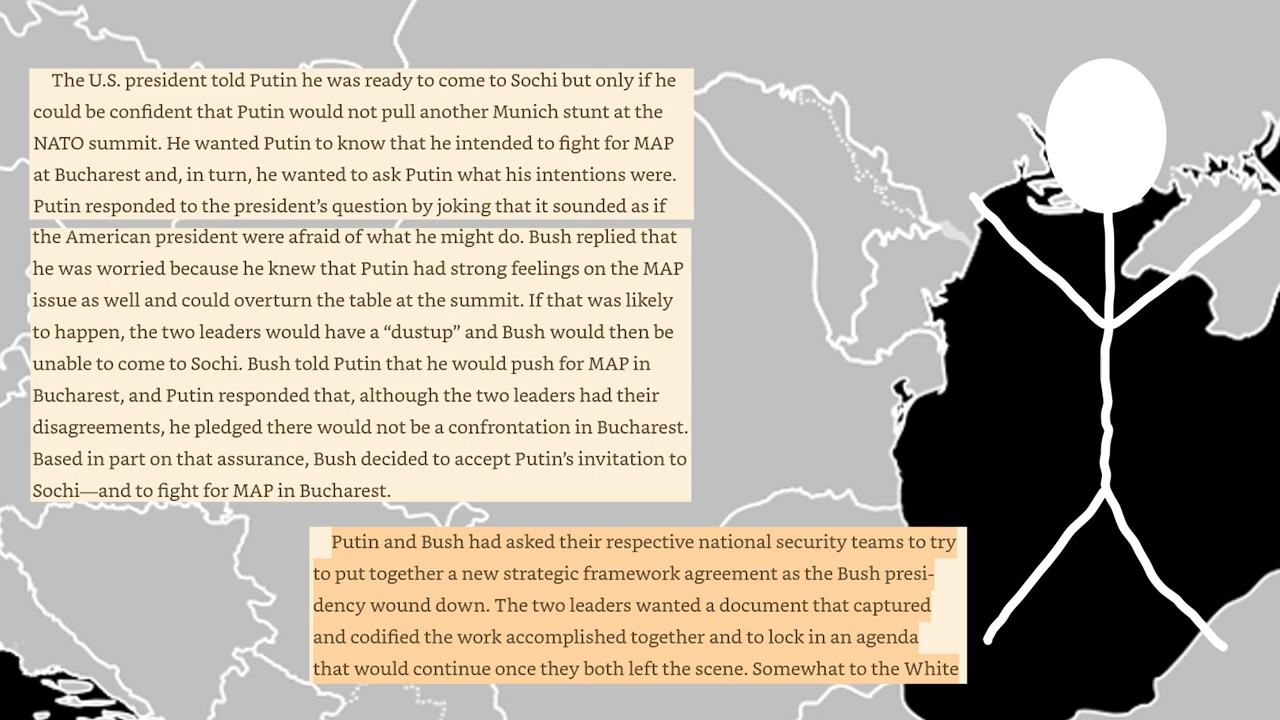 The U.S. president told Putin he was ready to come to Sochi but only if he
could be confident that Putin would not pull another Munich stunt at the
NATO summit. He wanted Putin to know that he intended to fight for MAP
at Bucharest and, in turn, he wanted to ask Putin what his intentions were.
Putin responded to the president’s question by joking that it sounded as if
the American president were afraid of what he might do. Bush replied that
he was worried because he knew that Putin had strong feelings on the MAP
issue as well and could overturn the table at the summit. If that was likely
to happen, the two leaders would have a “dustup” and Bush would then be
unable to come to Sochi. Bush told Putin that he would push for MAP in
Bucharest, and Putin responded that, although the two leaders had their
disagreements, he pledged there would not be a confrontation in Bucharest.
Based in part on that assurance, Bush decided to accept Putin’s invitation to
Sochi—and to fight for MAP in Bucharest.
Putin and Bush had asked their respective national security teams to try
to put together a new strategic framework agreement as the Bush presi-
dency wound down. The two leaders wanted a document that captured
and codified the work accomplished together and to lock in an agenda
that would continue once they both left the scene. Somewhat to the White